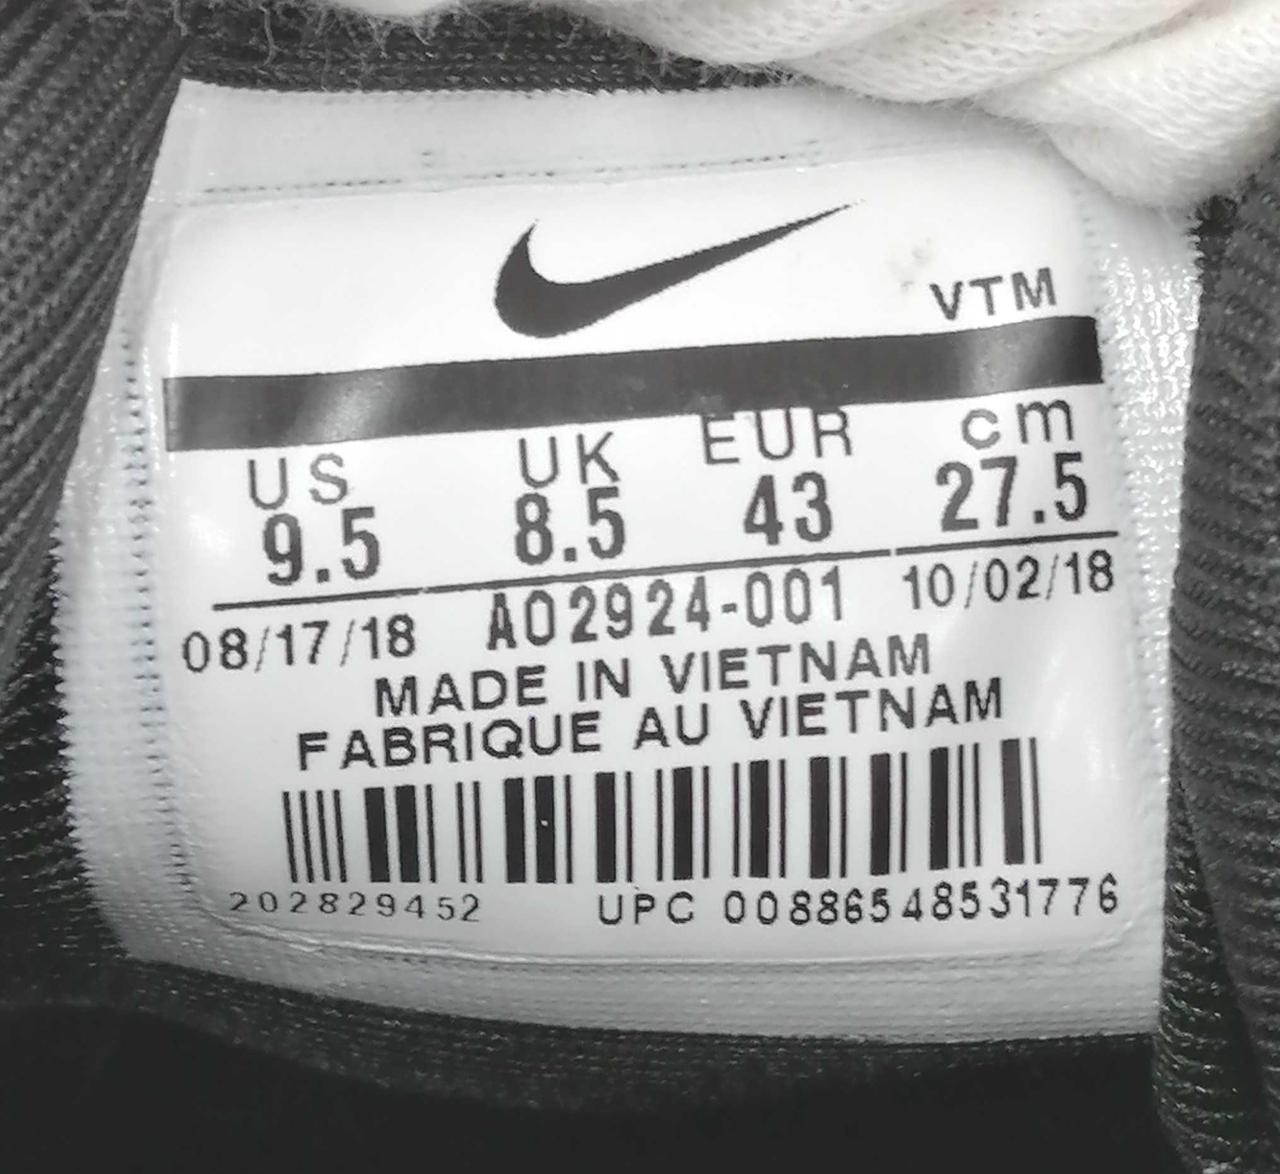 VTM
US UK EUR cm
9.5 8.5 43 27.5
08/17/18 AO2924-001 10/02/18
MADE IN VIETNAM
FABRIQUE AU VIETNAM
202829452 UPC 00886548531776